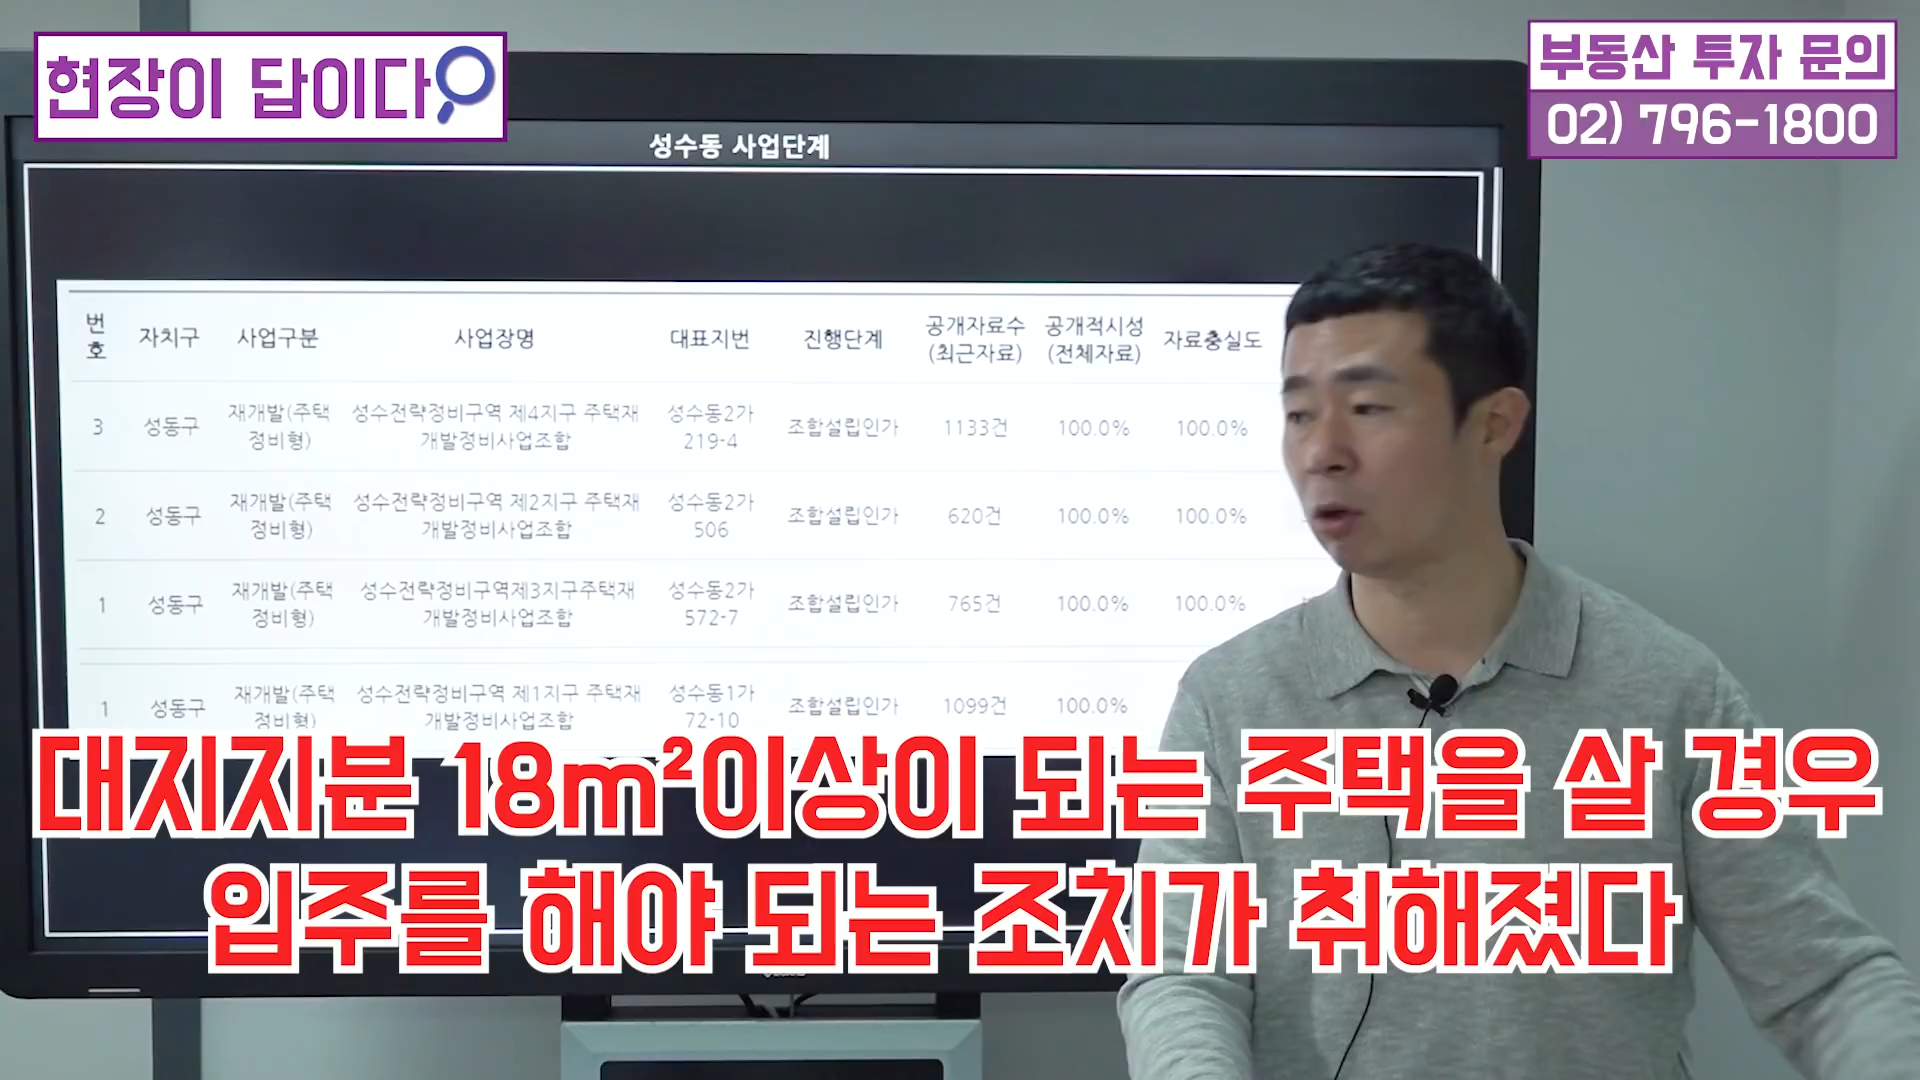 현장이 답이다
부동산 투자 문의
02) 796-1800
성수동 사업단계
번호 자치구 사업구분 사업장명 대표지번 진행단계 공개자료수 (최근자료) 공개적시성 (전체자료) 자료충실도
3 성동구 재개발(주택정비형) 성수전략정비구역 제4지구 주택재개발정비사업조합 성수동2가 219-4 조합설립인가 1133건 100.0% 100.0%
2 성동구 재개발(주택정비형) 성수전략정비구역 제2지구 주택재개발정비사업조합 성수동2가 506 조합설립인가 620건 100.0% 100.0%
1 성동구 재개발(주택정비형) 성수전략정비구역제3지구주택재개발정비사업조합 성수동2가 572-7 조합설립인가 765건 100.0% 100.0%
1 성동구 재개발(주택정비형) 성수전략정비구역 제1지구 주택재개발정비사업조합 성수동1가 72-10 조합설립인가 1099건 100.0%
대지지분 18m²이상이 되는 주택을 살 경우
입주를 해야 되는 조치가 취해졌다